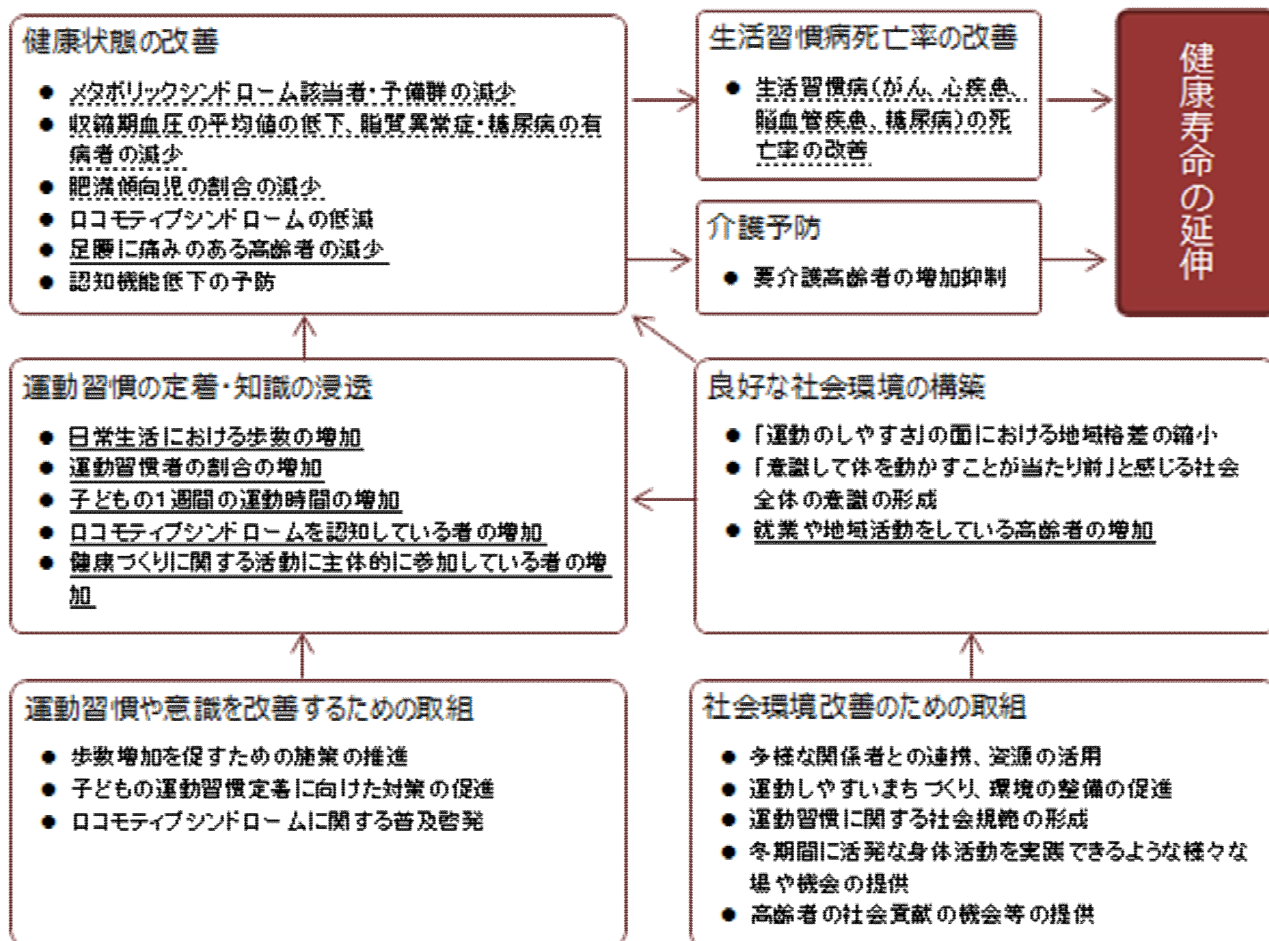 健康状態の改善
● メタボリックシンドローム該当者・予備群の減少
● 収縮期血圧の平均値の低下、脂質異常症・糖尿病の有
病者の減少
● 肥満傾向児の割合の減少
● ロコモティブシンドロームの低減
● 足腰に痛みのある高齢者の減少
● 認知機能低下の予防
生活習慣病死亡率の改善
● 生活習慣病(がん、心疾患、
脳血管疾患、糖尿病)の死
亡率の改善
介護予防
● 要介護高齢者の増加抑制
健康寿命の延伸
運動習慣の定着・知識の浸透
● 日常生活における歩数の増加
● 運動習慣者の割合の増加
● 子どもの1週間の運動時間の増加
● ロコモティブシンドロームを認知している者の増加
● 健康づくりに関する活動に主体的に参加している者の増
加
良好な社会環境の構築
● 「運動のしやすさ」の面における地域格差の縮小
● 「意識して体を動かすことが当たり前」と感じる社会
全体の意識の形成
● 就業や地域活動をしている高齢者の増加
運動習慣や意識を改善するための取組
● 歩数増加を促すための施策の推進
● 子どもの運動習慣定着に向けた対策の促進
● ロコモティブシンドロームに関する普及啓発
社会環境改善のための取組
● 多様な関係者との連携、資源の活用
● 運動しやすいまちづくり、環境の整備の促進
● 運動習慣に関する社会規範の形成
● 冬期間に活発な身体活動を実践できるような様々な
場や機会の提供
● 高齢者の社会貢献の機会等の提供